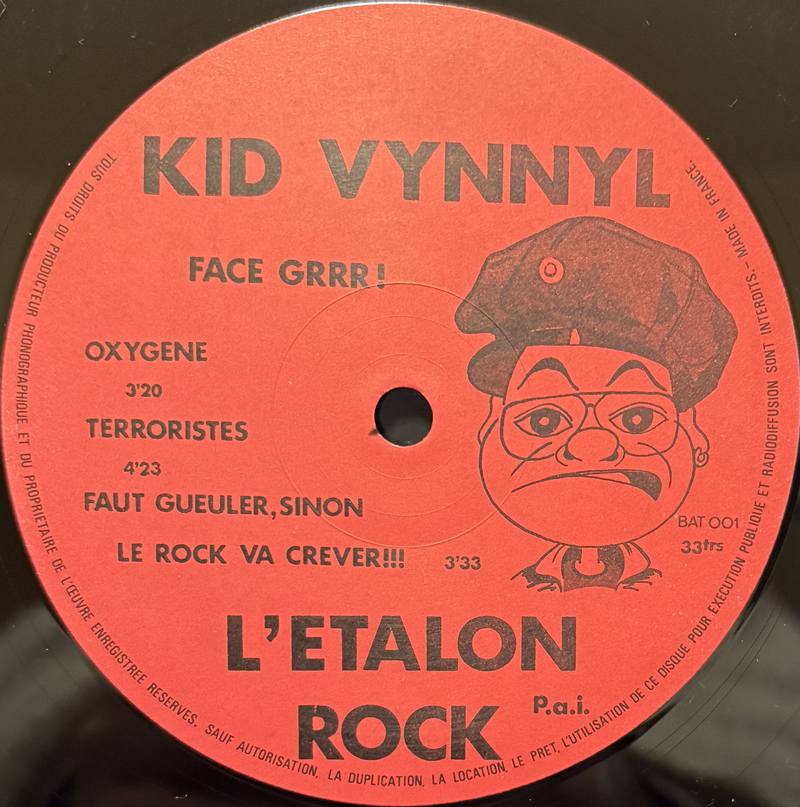 KID VYNNYL
FACE GRRR!
OXYGENE
3'20
TERRORISTES
4'23
FAUT GUEULER, SINON
LE ROCK VA CREVER!!! 3'33
BAT 001
33trs
L'ETALON
ROCK
P.a.i.
TOUS DROITS DU PRODUCTEUR PHONOGRAPHIQUE ET DU PROPRIETAIRE DE L'ŒUVRE ENREGISTREE RESERVES. SAUF AUTORISATION, LA DUPLICATION, LA LOCATION, LE PRET, L'UTILISATION DE CE DISQUE POUR EXECUTION PUBLIQUE ET RADIODIFFUSION SONT INTERDITS.- MADE IN FRANCE.